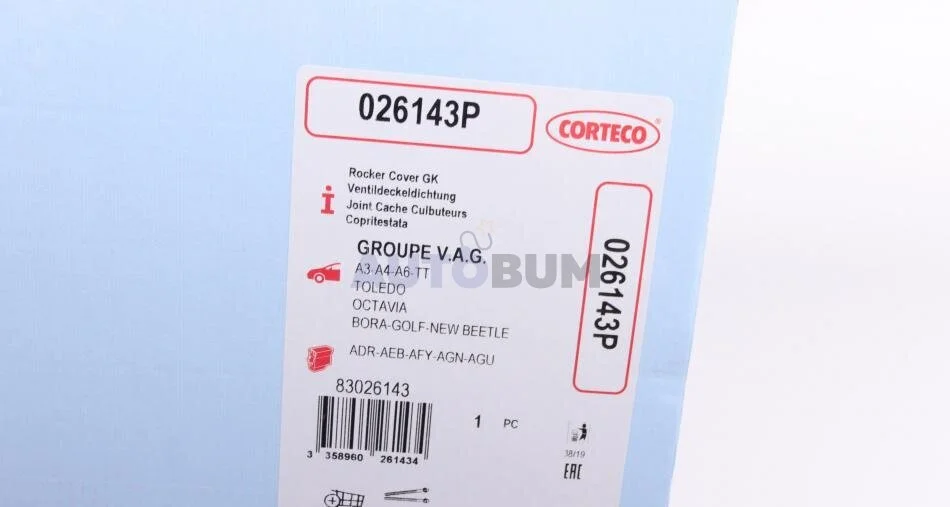 026143P
CORTECO
Rocker Cover GK
Ventildeckeldichtung
Joint Cache Culbuteurs
Copritestata
GROUPE V.A.G.
AUTOBUM
A3-A4-A6-TT
TOLEDO
OCTAVIA
BORA-GOLF-NEW BEETLE
ADR-AEB-AFY-AGN-AGU
026143P
83026143
1 PC
3 358960 261434
38/19
EAC